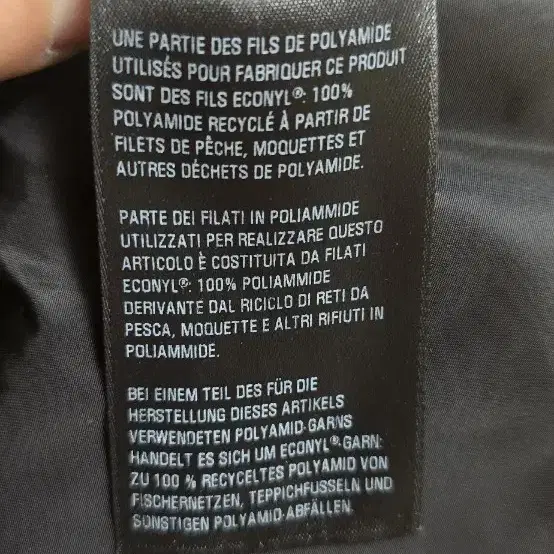 UNE PARTIE DES FILS DE POLYAMIDE
UTILISÉS POUR FABRIQUER CE PRODUIT
SONT DES FILS ECONYL®: 100%
POLYAMIDE RECYCLÉ À PARTIR DE
FILETS DE PÊCHE, MOQUETTES ET
AUTRES DÉCHETS DE POLYAMIDE.
PARTE DEI FILATI IN POLIAMMIDE
UTILIZZATI PER REALIZZARE QUESTO
ARTICOLO È COSTITUITA DA FILATI
ECONYL®: 100% POLIAMMIDE
DERIVANTE DAL RICICLO DI RETI DA
PESCA, MOQUETTE E ALTRI RIFIUTI IN
POLIAMMIDE.
BEI EINEM TEIL DES FÜR DIE
HERSTELLUNG DIESES ARTIKELS
VERWENDETEN POLYAMID-GARNS
HANDELT ES SICH UM ECONYL®-GARN:
ZU 100 % RECYCELTES POLYAMID VON
FISCHERNETZEN, TEPPICHFUSSELN UND
SONSTIGEN POLYAMID-ABFÄLLEN.